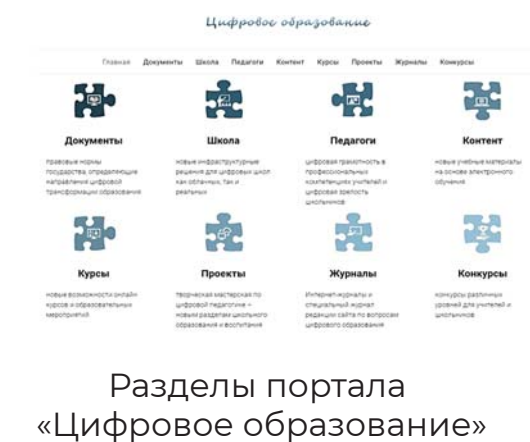 Цифровое образование
Главная Документы Школа Педагоги Контент Курсы Проекты Журналы Конкурсы
Документы
правовые нормы
государства, определяющие
направления цифровой
трансформации образования
Школа
новые инфраструктурные
решения для цифровых школ
как облачных, так и
реальных
Педагоги
цифровая грамотность в
профессиональных
компетенциях учителей и
цифровая зрелость
школьников
Контент
новые учебные материалы
на основе электронного
обучения
Курсы
новые возможности онлайн
курсов и образовательных
мероприятий
Проекты
творческая мастерская по
цифровой педагогике –
новым разделам школьного
образования и воспитания
Журналы
Интернет-журналы и
специальный журнал
редакции сайта по вопросам
цифрового образования
Конкурсы
конкурсы различных
уровней для учителей и
школьников
Разделы портала
«Цифровое образование»